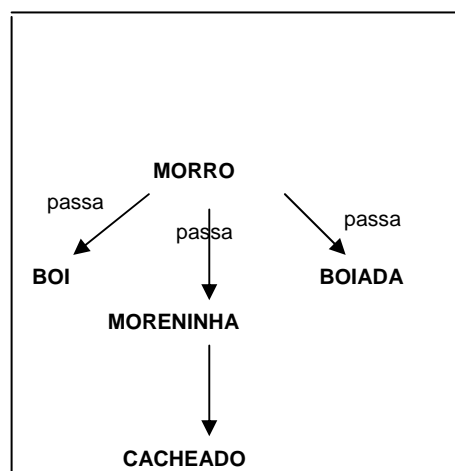 MORRO
passa
passa
passa
BOI
BOIADA
MORENINHA
CACHEADO